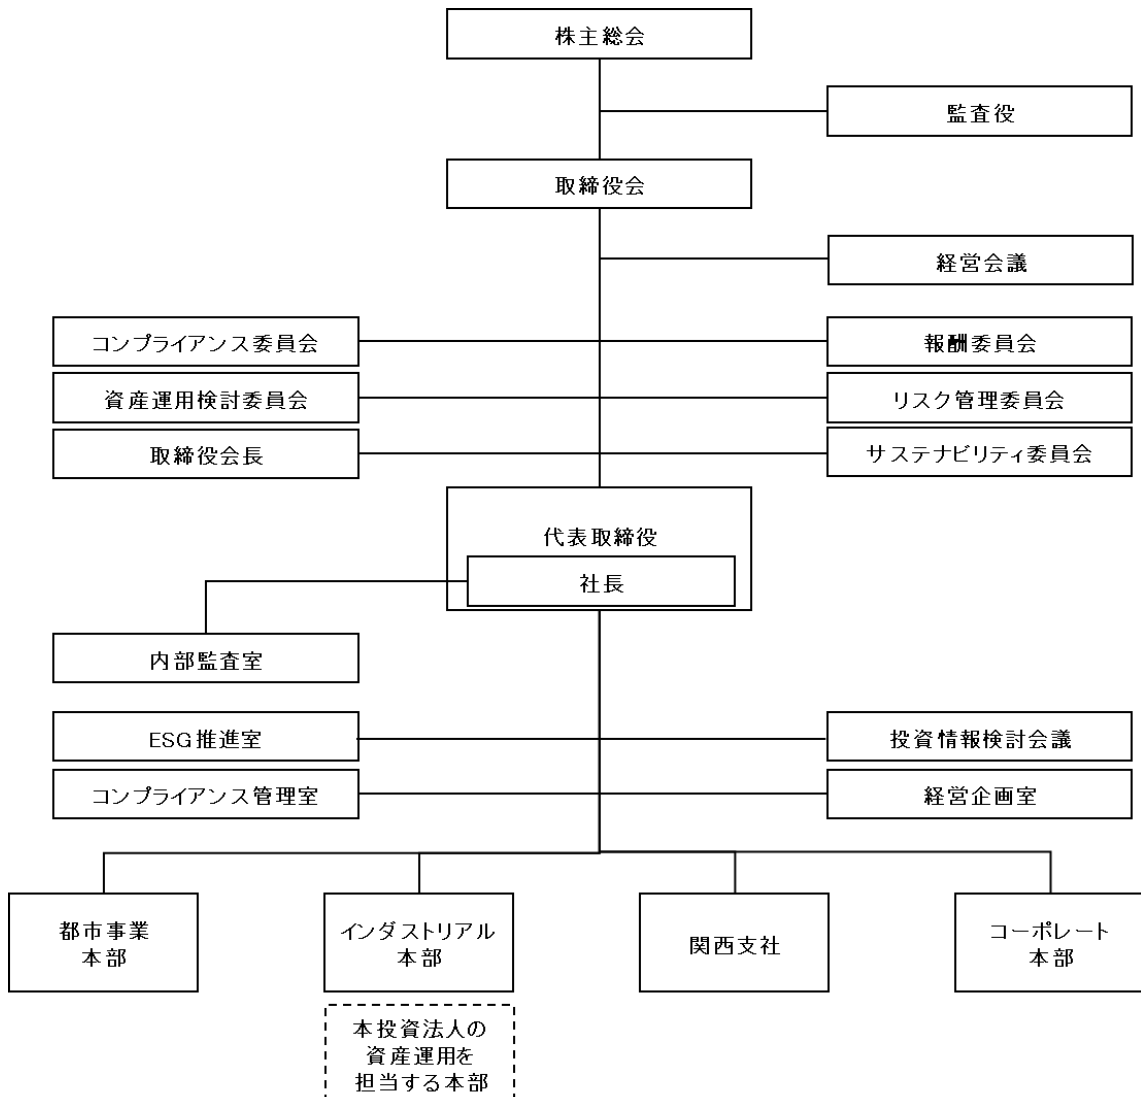 株主総会
監査役
取締役会
経営会議
コンプライアンス委員会
報酬委員会
資産運用検討委員会
リスク管理委員会
取締役会長
サステナビリティ委員会
代表取締役
社長
内部監査室
ESG推進室
投資情報検討会議
コンプライアンス管理室
経営企画室
都市事業
本部
インダストリアル
本部
関西支社
コーポレート
本部
本投資法人の
資産運用を
担当する本部